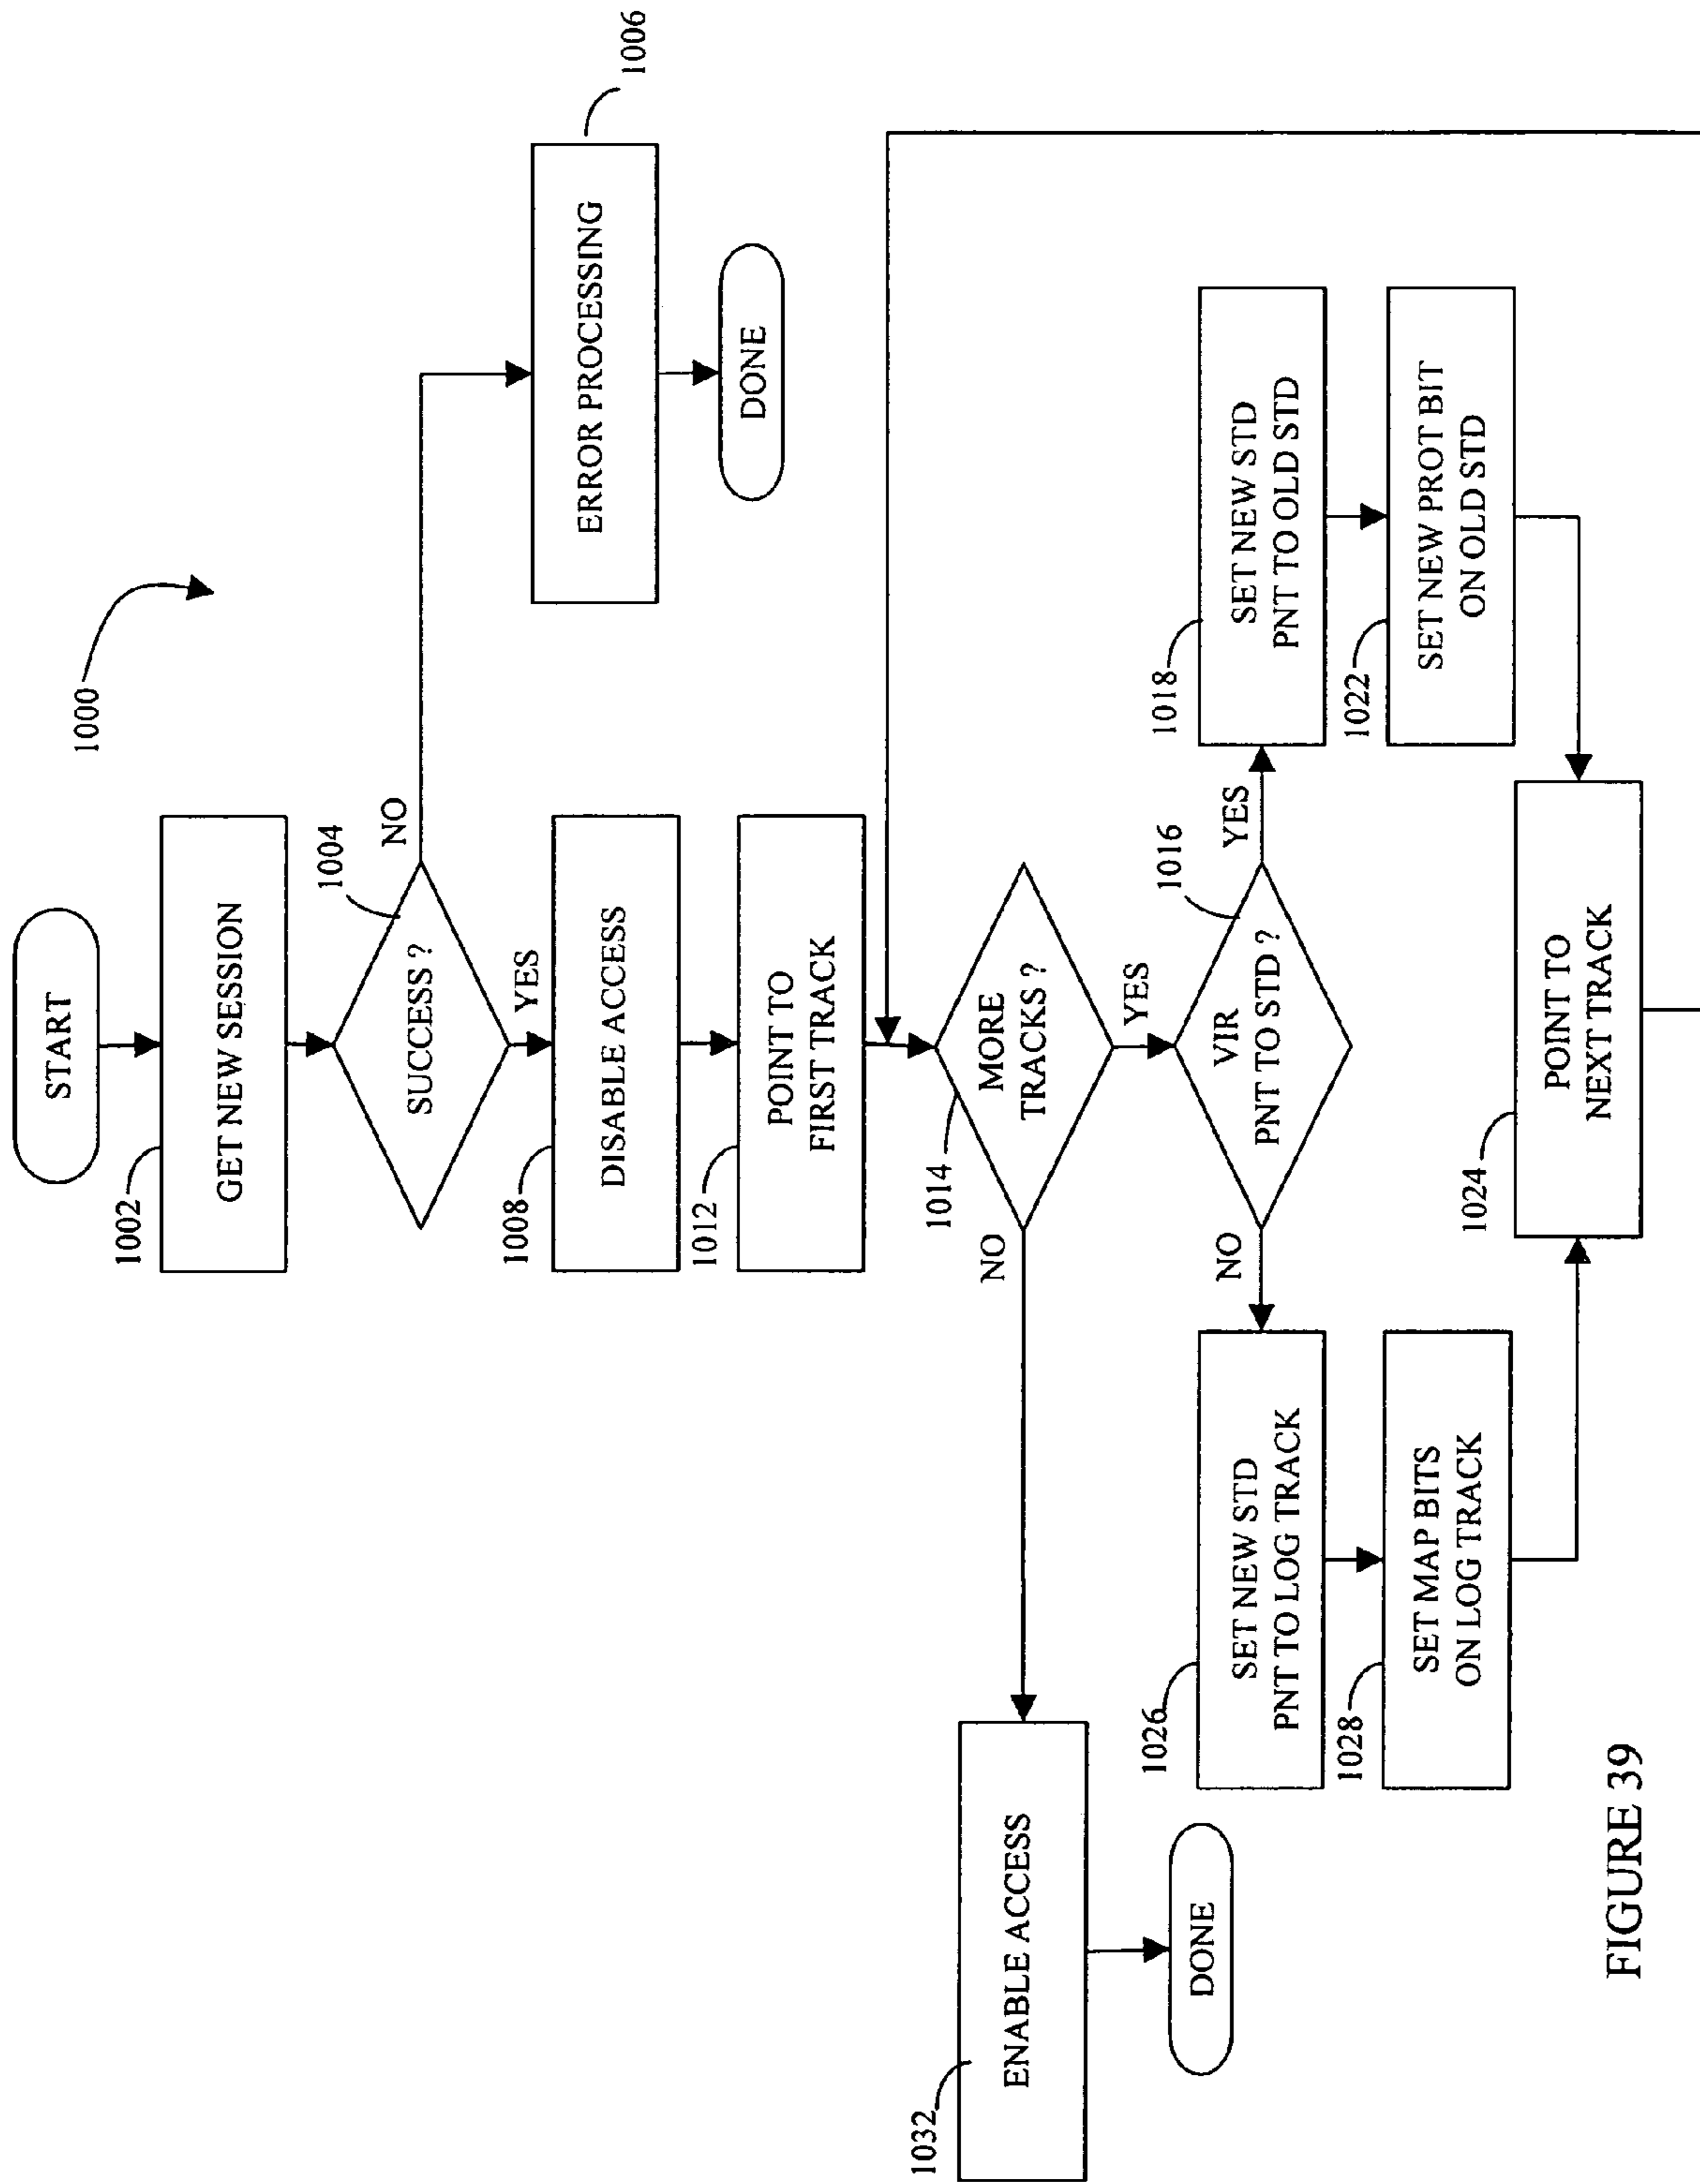 1000
START
1002
GET NEW SESSION
1004
SUCCESS ?
NO
1006
ERROR PROCESSING
DONE
YES
1008
DISABLE ACCESS
1012
POINT TO
FIRST TRACK
1014
MORE
TRACKS ?
NO
1032
ENABLE ACCESS
DONE
YES
1016
VIR
PNT TO STD ?
YES
1018
SET NEW STD
PNT TO OLD STD
1022
SET NEW PROT BIT
ON OLD STD
NO
1026
SET NEW STD
PNT TO LOG TRACK
1028
SET MAP BITS
ON LOG TRACK
1024
POINT TO
NEXT TRACK
FIGURE 39